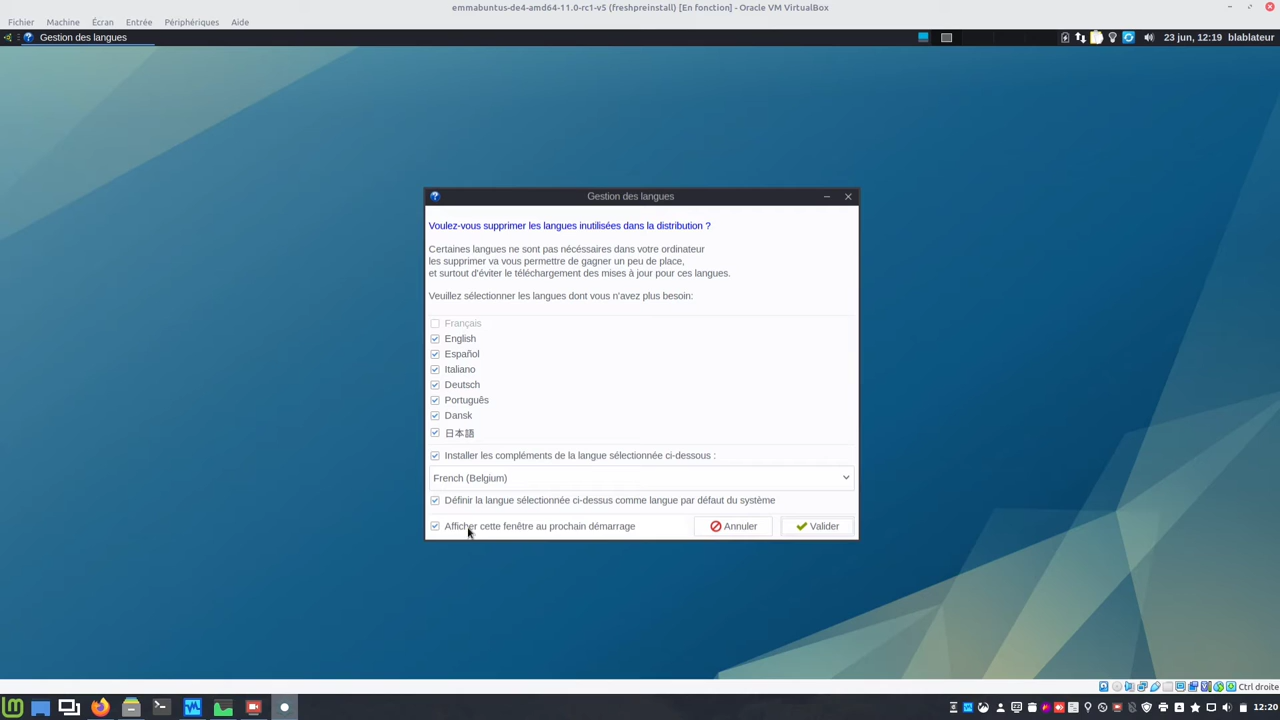 emmabuntus-de4-amd64-11.0-rc1-v5 (freshpreinstall) [En fonction] - Oracle VM VirtualBox
Fichier Machine Écran Entrée Périphériques Aide
Gestion des langues 23 jun, 12:19 blablateur
Gestion des langues
Voulez-vous supprimer les langues inutilisées dans la distribution ?
Certaines langues ne sont pas nécéssaires dans votre ordinateur
les supprimer va vous permettre de gagner un peu de place,
et surtout d'éviter le téléchargement des mises à jour pour ces langues.
Veuillez sélectionner les langues dont vous n'avez plus besoin:
Français
English
Español
Italiano
Deutsch
Português
Dansk
日本語
Installer les compléments de la langue sélectionnée ci-dessous :
French (Belgium)
Définir la langue sélectionnée ci-dessus comme langue par défaut du système
Afficher cette fenêtre au prochain démarrage Annuler Valider
Ctrl droite
12:20